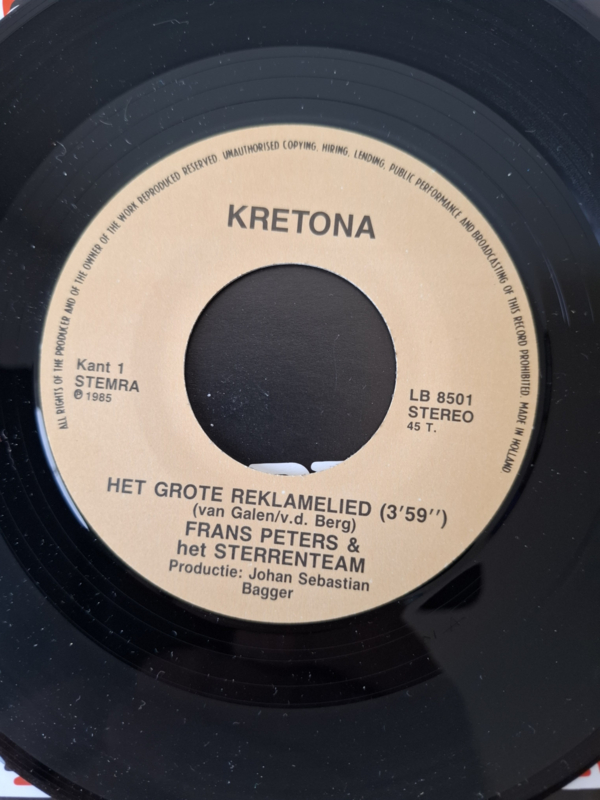 ALL RIGHTS OF THE PRODUCER AND OF THE OWNER OF THE WORK REPRODUCED RESERVED. UNAUTHORISED COPYING, HIRING, LENDING, PUBLIC PERFORMANCE AND BROADCASTING OF THIS RECORD PROHIBITED. MADE IN HOLLAND
KRETONA
Kant 1
STEMRA
℗ 1985
LB 8501
STEREO
45 T.
HET GROTE REKLAMELIED (3'59'')
(van Galen/v.d. Berg)
FRANS PETERS &
het STERRENTEAM
Productie: Johan Sebastian
Bagger